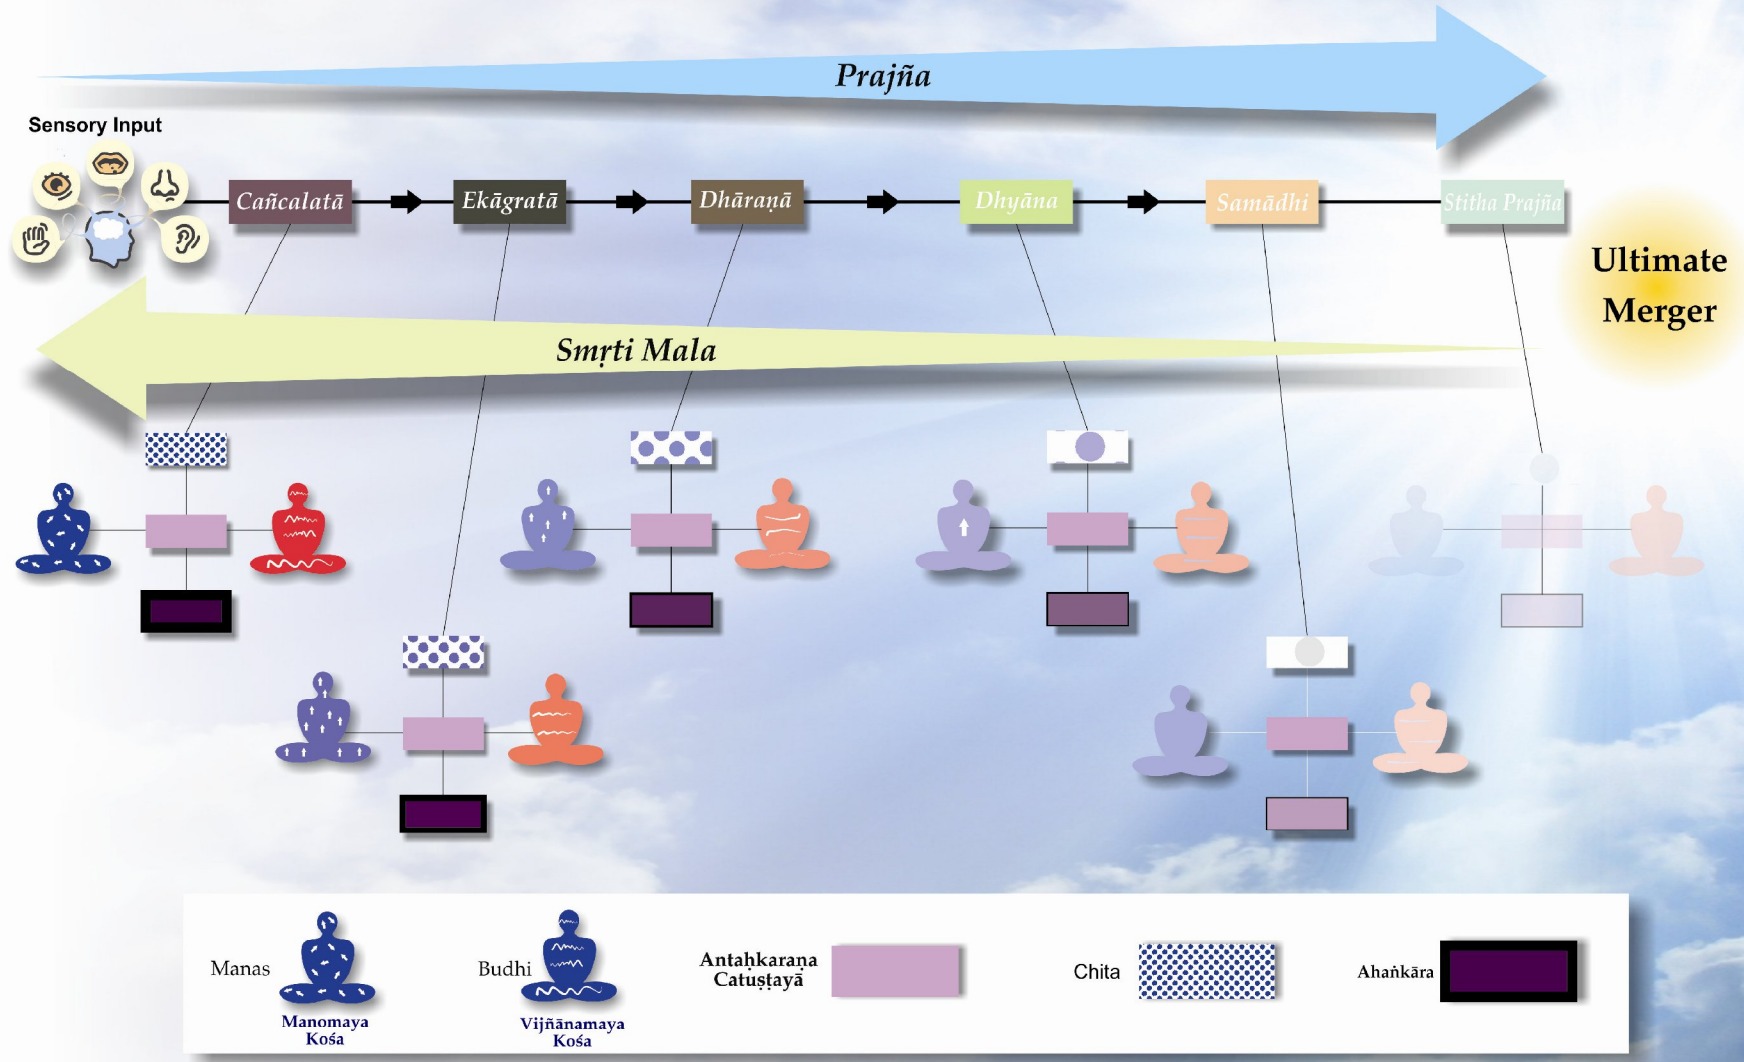 Prajña
Sensory Input
Cañcalatā
Ekāgratā
Dhāraṇā
Dhyāna
Samādhi
Stitha Prajña
Ultimate
Merger
Smṛti Mala
Manas
Manomaya
Kośa
Budhi
Vijñānamaya
Kośa
Antaḥkaraṇa
Catuṣṭayā
Chita
Ahaṅkāra